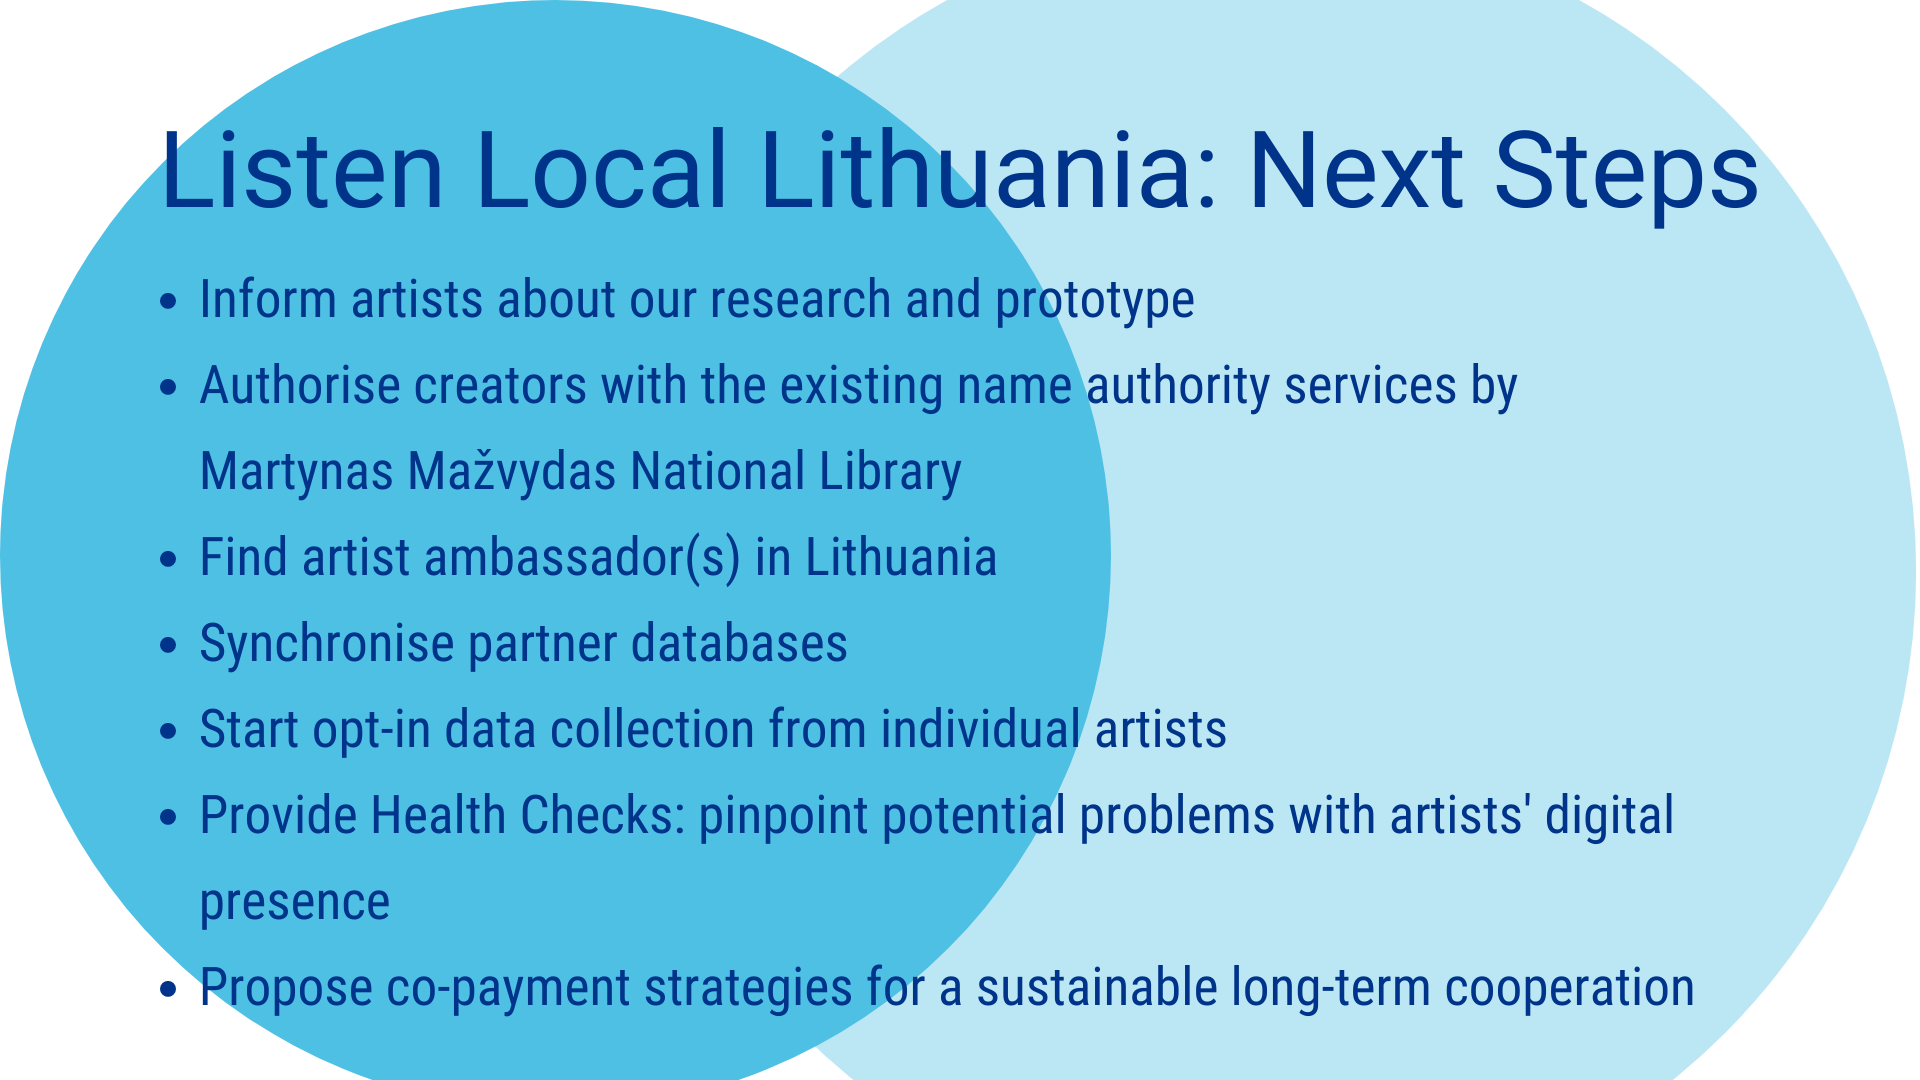 Listen Local Lithuania: Next Steps
• Inform artists about our research and prototype
• Authorise creators with the existing name authority services by
Martynas Mažvydas National Library
• Find artist ambassador(s) in Lithuania
• Synchronise partner databases
• Start opt-in data collection from individual artists
• Provide Health Checks: pinpoint potential problems with artists' digital
presence
• Propose co-payment strategies for a sustainable long-term cooperation